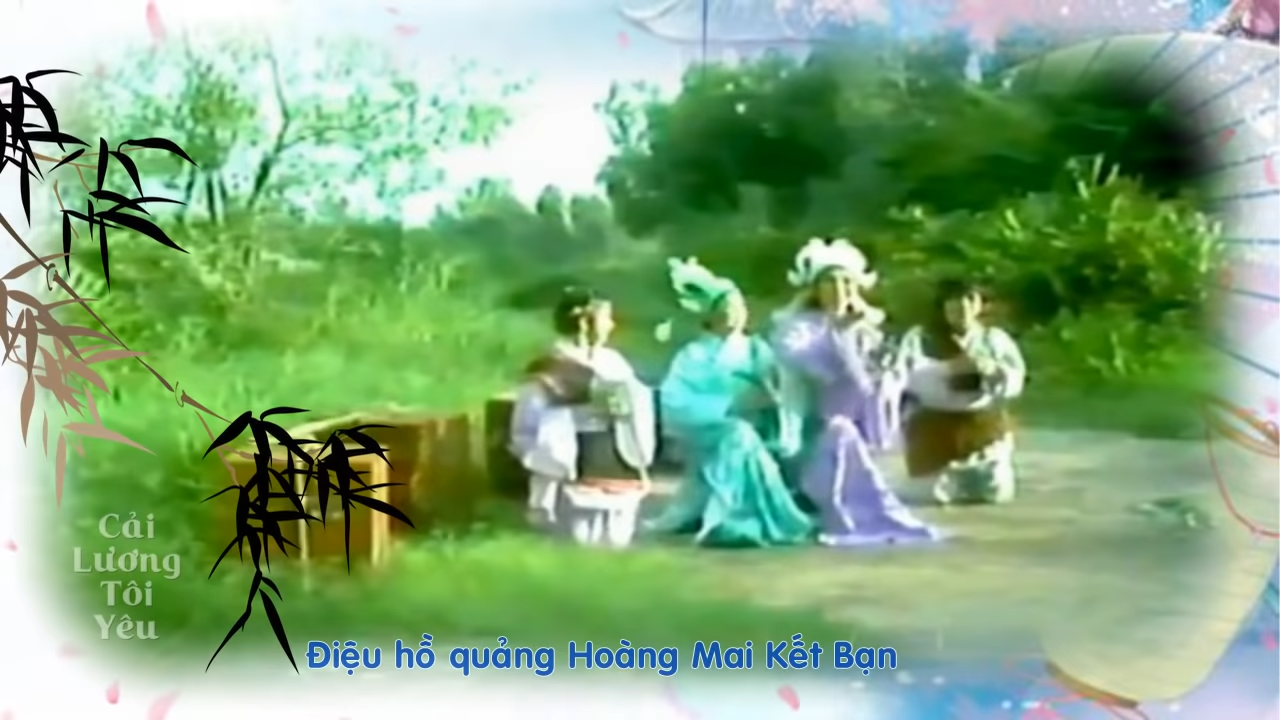 Cải
Lương
Tôi
Yêu
Điệu hồ quảng Hoàng Mai Kết Bạn